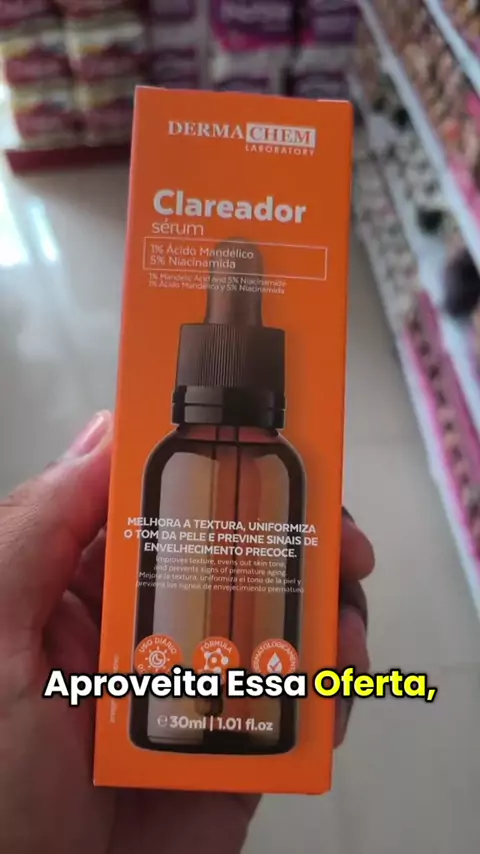 DERMACHEM
LABORATORY
Clareador
sérum
1% Ácido Mandélico
5% Niacinamida
1% Mandelic Acid and 5% Niacinamide
1% Ácido Mandélico y 5% Niacinamida
MELHORA A TEXTURA, UNIFORMIZA
O TOM DA PELE E PREVINE SINAIS DE
ENVELHECIMENTO PRECOCE.
Improves texture, evens out skin tone,
and prevents signs of premature aging.
Mejora la textura, uniformiza el tono de la piel y
previene los signos de envejecimiento prematuro.
USO DIÁRIO
FÓRMULA
DERMATOLOGICAMENTE
Aproveita Essa Oferta,
e 30ml | 1.01 fl.oz